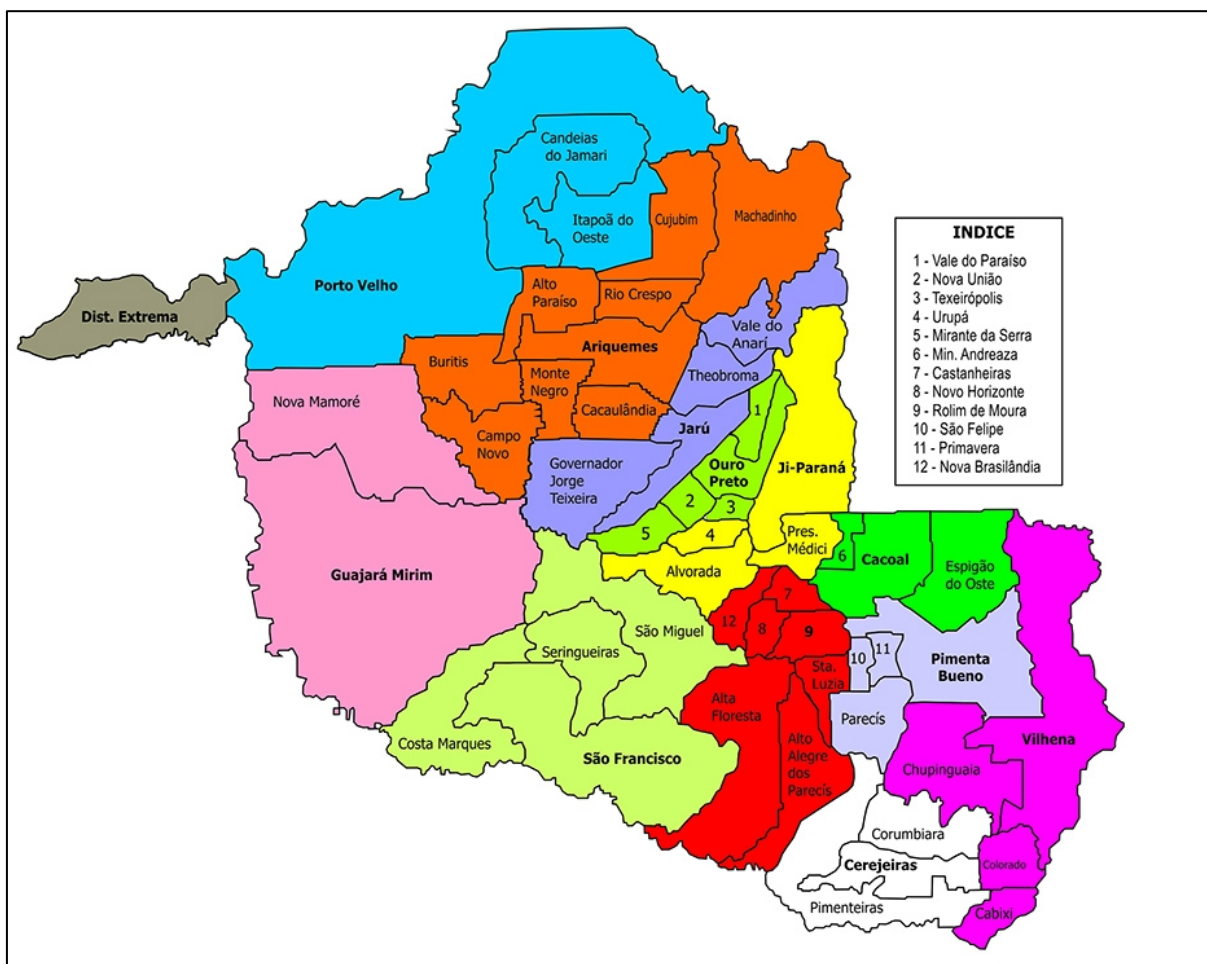 Candeias
do Jamari
Itapoã do
Oeste
Cujubim
Machadinho
Porto Velho
Dist. Extrema
Alto
Paraíso
Rio Crespo
Vale do
Anarí
Ariquemes
Buritis
Monte
Negro
Theobroma
Cacaulândia
Nova Mamoré
Campo
Novo
Jarú
1
Governador
Jorge
Teixeira
Ouro
Preto
Ji-Paraná
2
3
5
4
Pres.
Médici
6
Cacoal
Espigão
do Oste
Guajará Mirim
Alvorada
7
12
8
9
São Miguel
Seringueiras
10
11
Pimenta
Bueno
Sta.
Luzia
Alta
Floresta
Parecís
Costa Marques
São Francisco
Alto
Alegre
dos
Parecís
Vilhena
Chupinguaia
Corumbiara
Cerejeiras
Colorado
Pimenteiras
Cabixi
INDICE
1 - Vale do Paraíso
2 - Nova União
3 - Texeirópolis
4 - Urupá
5 - Mirante da Serra
6 - Min. Andreaza
7 - Castanheiras
8 - Novo Horizonte
9 - Rolim de Moura
10 - São Felipe
11 - Primavera
12 - Nova Brasilândia